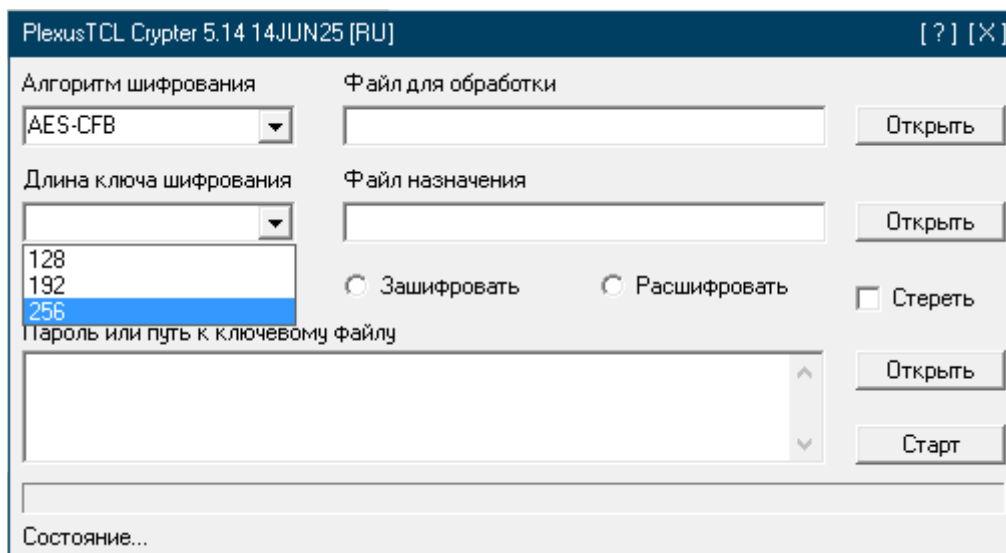 PlexusTCL Crypter 5.14 14JUN25 [RU] [ ? ] [X]
Алгоритм шифрования Файл для обработки
AES-CFB Открыть
Длина ключа шифрования Файл назначения
Открыть
128
192
256
Зашифровать Расшифровать Стереть
Пароль или путь к ключевому файлу
Открыть
Старт
Состояние...